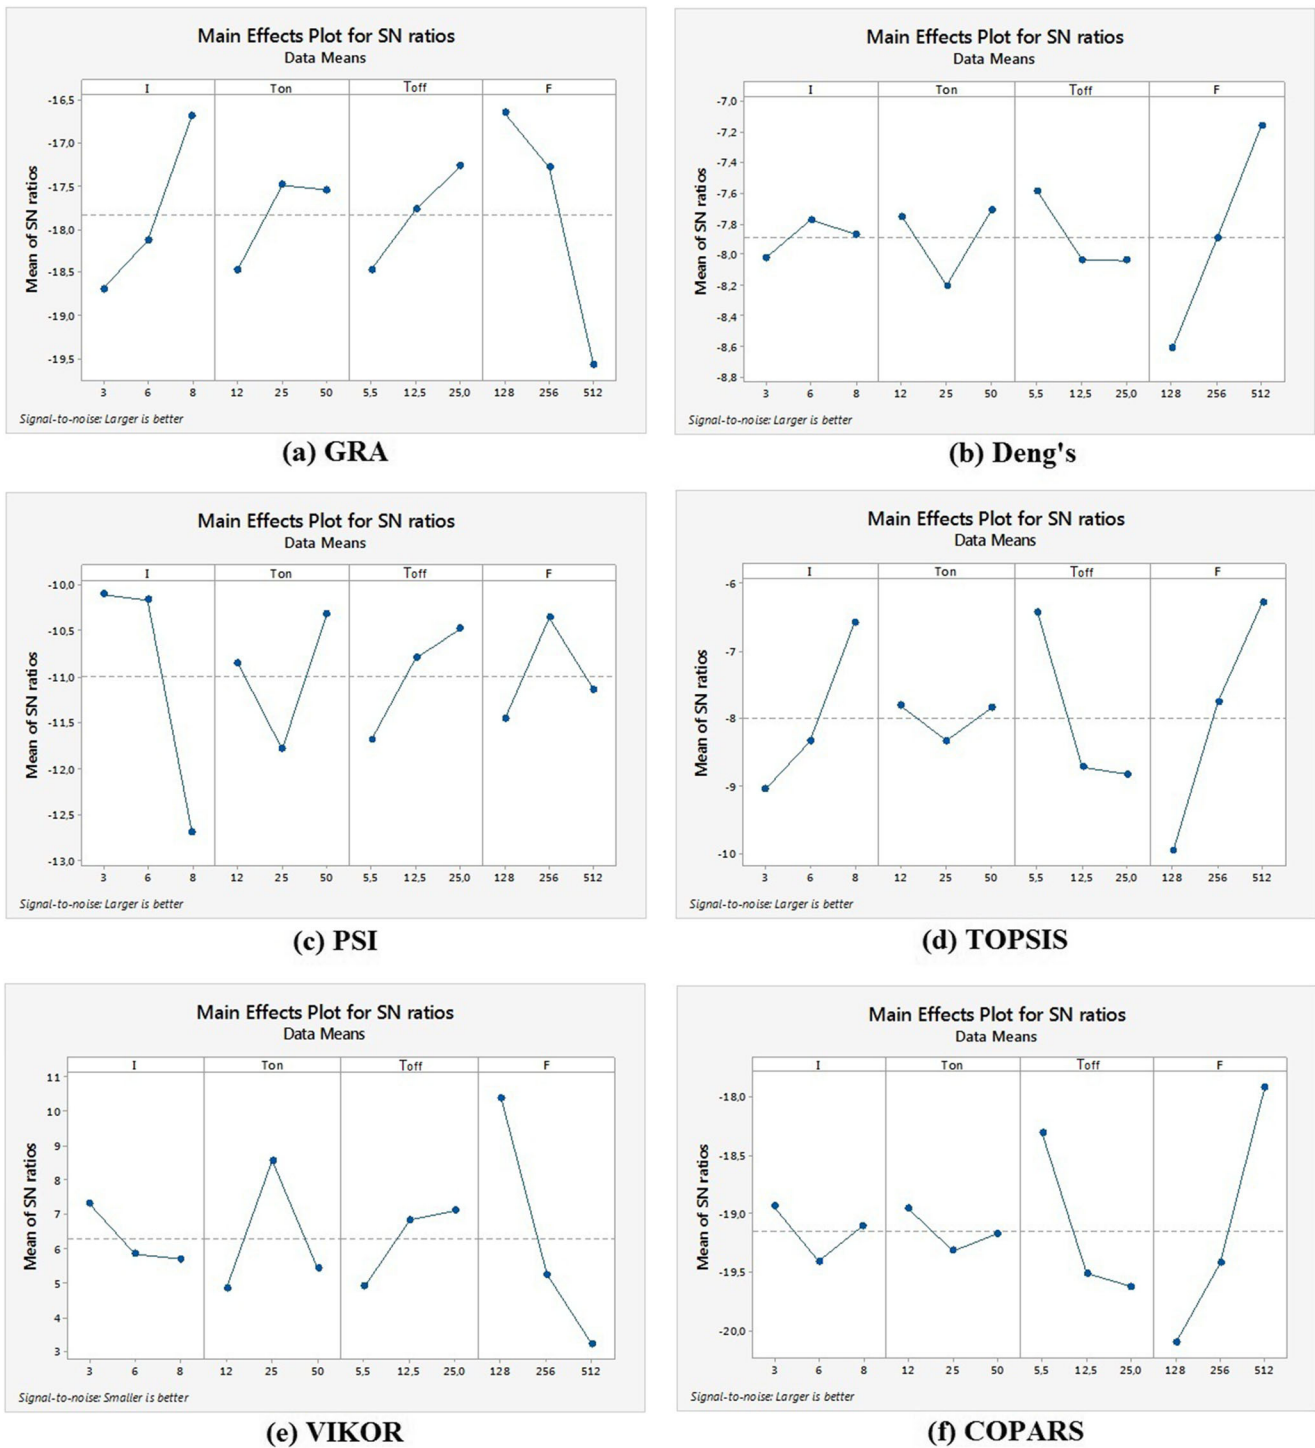 Main Effects Plot for SN ratios
Data Means
I Ton Toff F
Mean of SN ratios
-16,5
-17,0
-17,5
-18,0
-18,5
-19,0
-19,5
3 6 8 12 25 50 5,5 12,5 25,0 128 256 512
Signal-to-noise: Larger is better
(a) GRA
Main Effects Plot for SN ratios
Data Means
I Ton Toff F
Mean of SN ratios
-7,0
-7,2
-7,4
-7,6
-7,8
-8,0
-8,2
-8,4
-8,6
-8,8
3 6 8 12 25 50 5,5 12,5 25,0 128 256 512
Signal-to-noise: Larger is better
(b) Deng's
Main Effects Plot for SN ratios
Data Means
I Ton Toff F
Mean of SN ratios
-10,0
-10,5
-11,0
-11,5
-12,0
-12,5
-13,0
3 6 8 12 25 50 5,5 12,5 25,0 128 256 512
Signal-to-noise: Larger is better
(c) PSI
Main Effects Plot for SN ratios
Data Means
I Ton Toff F
Mean of SN ratios
-6
-7
-8
-9
-10
3 6 8 12 25 50 5,5 12,5 25,0 128 256 512
Signal-to-noise: Larger is better
(d) TOPSIS
Main Effects Plot for SN ratios
Data Means
I Ton Toff F
Mean of SN ratios
11
10
9
8
7
6
5
4
3
3 6 8 12 25 50 5,5 12,5 25,0 128 256 512
Signal-to-noise: Smaller is better
(e) VIKOR
Main Effects Plot for SN ratios
Data Means
I Ton Toff F
Mean of SN ratios
-18,0
-18,5
-19,0
-19,5
-20,0
3 6 8 12 25 50 5,5 12,5 25,0 128 256 512
Signal-to-noise: Larger is better
(f) COPARS